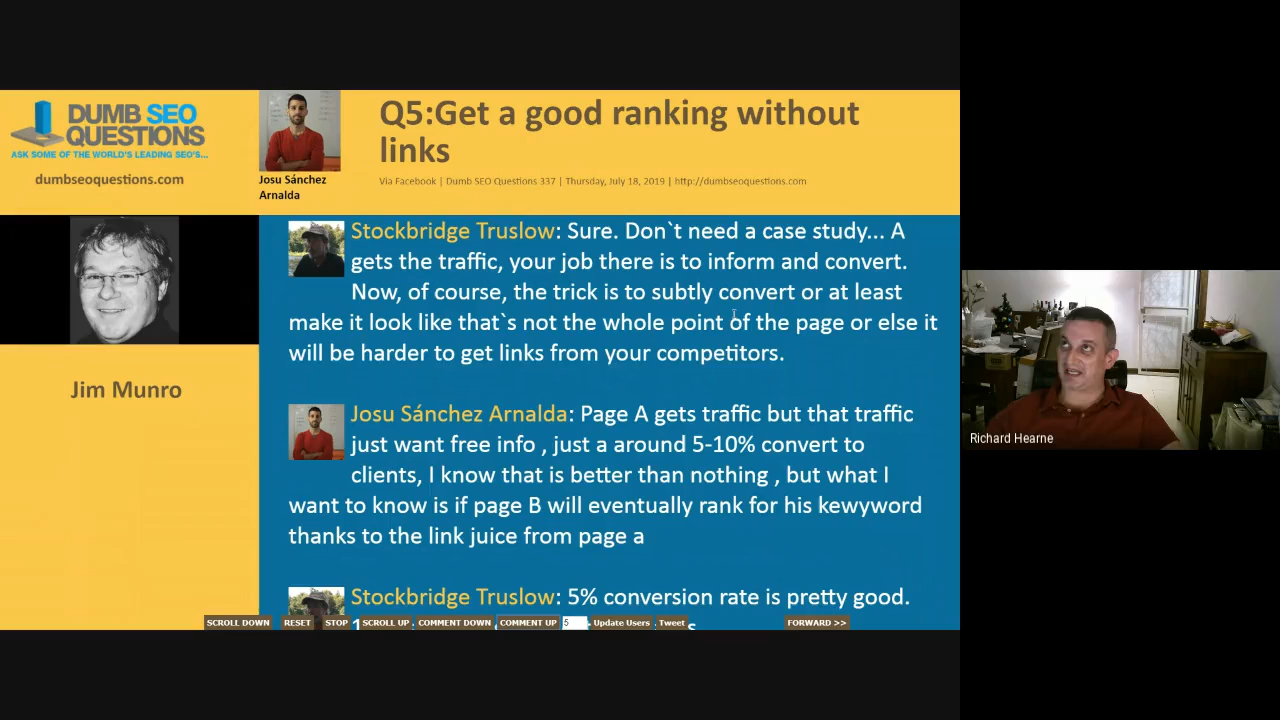 DUMB SEO
QUESTIONS
ASK SOME OF THE WORLD'S LEADING SEO'S...
dumbseoquestions.com
Josu Sánchez
Arnalda
Q5:Get a good ranking without
links
Via Facebook | Dumb SEO Questions 337 | Thursday, July 18, 2019 | http://dumbseoquestions.com
Jim Munro
Stockbridge Truslow: Sure. Don`t need a case study... A
gets the traffic, your job there is to inform and convert.
Now, of course, the trick is to subtly convert or at least
make it look like that`s not the whole point of the page or else it
will be harder to get links from your competitors.
Josu Sánchez Arnalda: Page A gets traffic but that traffic
just want free info , just a around 5-10% convert to
clients, I know that is better than nothing , but what I
want to know is if page B will eventually rank for his kewyword
thanks to the link juice from page a
Stockbridge Truslow: 5% conversion rate is pretty good.
SCROLL DOWN RESET STOP SCROLL UP COMMENT DOWN COMMENT UP 5 Update Users Tweet FORWARD >>
Richard Hearne